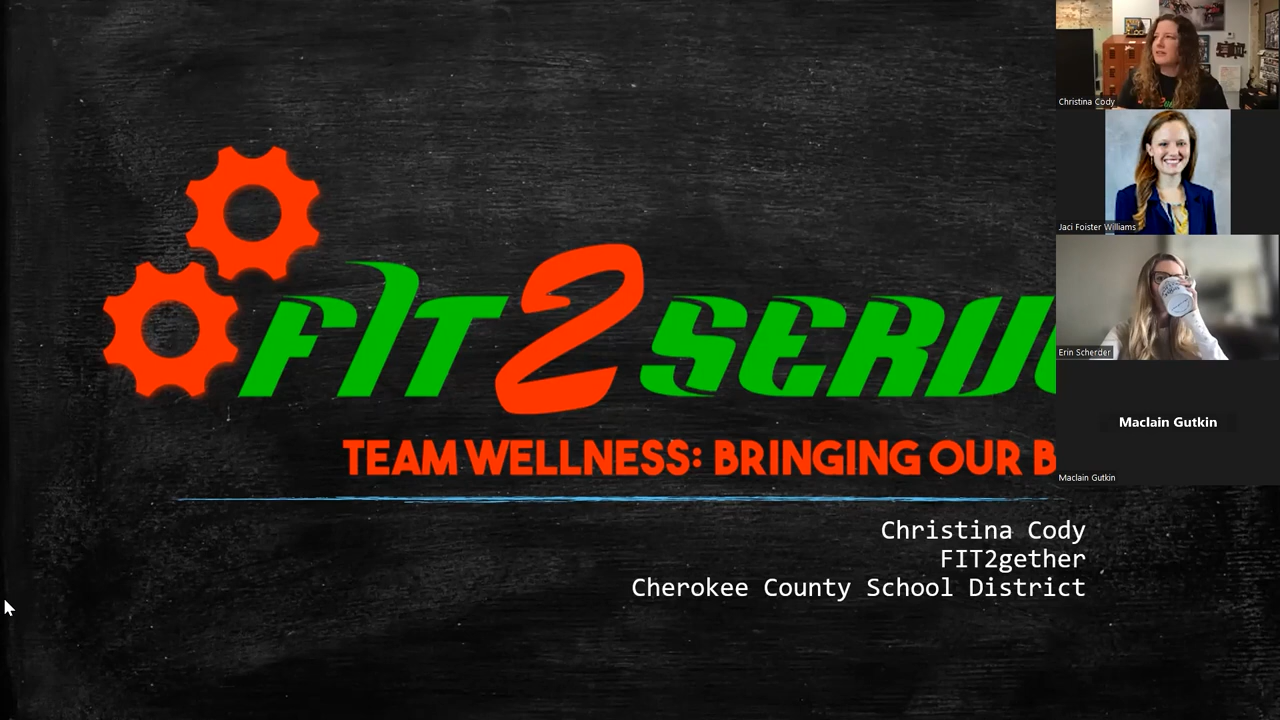 FIT2SERV
TEAM WELLNESS: BRINGING OUR B
Christina Cody
FIT2gether
Cherokee County School District
Christina Cody
Jaci Foister Williams
Erin Scherder
Maclain Gutkin
Maclain Gutkin